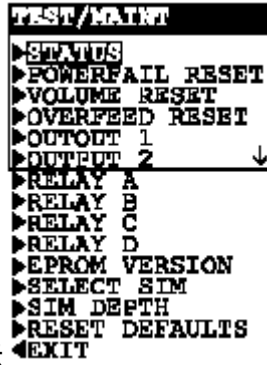 TEST/MAINT
▶STATUS
▶POWERFAIL RESET
▶VOLUME RESET
▶OVERFEED RESET
▶OUTOUT 1
▶OUTPUT 2 ↓
▶RELAY A
▶RELAY B
▶RELAY C
▶RELAY D
▶EPROM VERSION
▶SELECT SIM
▶SIM DEPTH
▶RESET DEFAULTS
◀EXIT